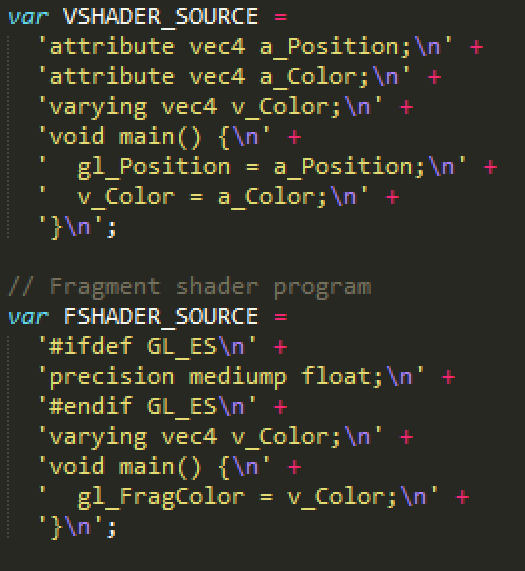 var VSHADER_SOURCE =
  'attribute vec4 a_Position;\n' +
  'attribute vec4 a_Color;\n' +
  'varying vec4 v_Color;\n' +
  'void main() {\n' +
  '  gl_Position = a_Position;\n' +
  '  v_Color = a_Color;\n' +
  '}\n';

// Fragment shader program
var FSHADER_SOURCE =
  '#ifdef GL_ES\n' +
  'precision mediump float;\n' +
  '#endif GL_ES\n' +
  'varying vec4 v_Color;\n' +
  'void main() {\n' +
  '  gl_FragColor = v_Color;\n' +
  '}\n';